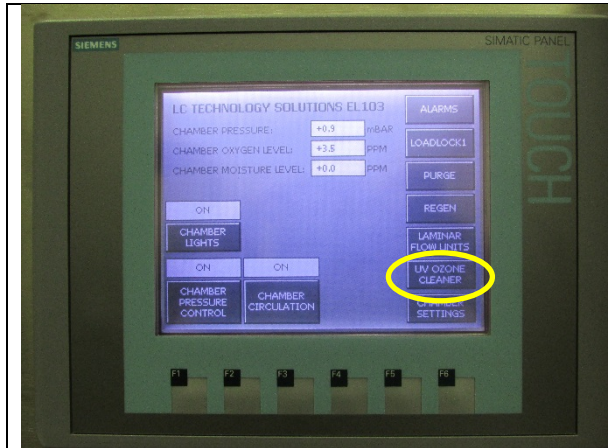 SIEMENS
SIMATIC PANEL
TOUCH
LC TECHNOLOGY SOLUTIONS EL103
CHAMBER PRESSURE: +0.9 mBAR
CHAMBER OXYGEN LEVEL: +3.5 PPM
CHAMBER MOISTURE LEVEL: +0.0 PPM
ALARMS
LOADLOCK1
PURGE
REGEN
LAMINAR
FLOW UNITS
UV OZONE
CLEANER
CHAMBER
SETTINGS
ON
CHAMBER
LIGHTS
ON
CHAMBER
PRESSURE
CONTROL
ON
CHAMBER
CIRCULATION
F1 F2 F3 F4 F5 F6